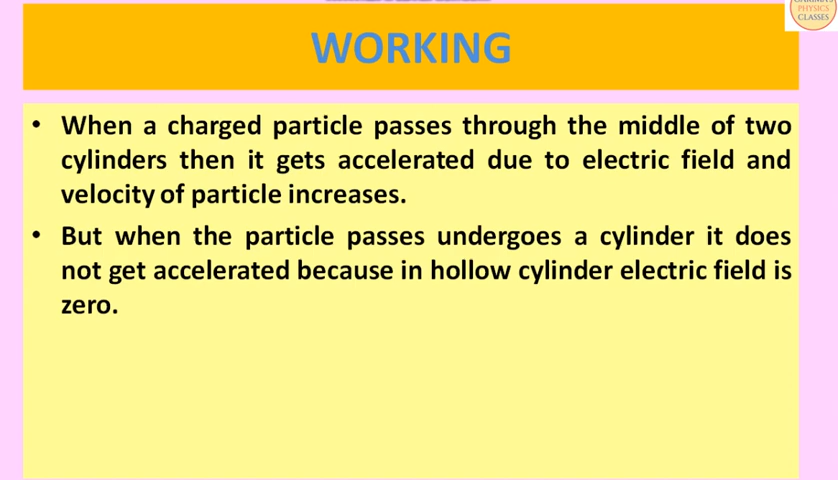 PHYSICS
CLASSES
WORKING
• When a charged particle passes through the middle of two
cylinders then it gets accelerated due to electric field and
velocity of particle increases.
• But when the particle passes undergoes a cylinder it does
not get accelerated because in hollow cylinder electric field is
zero.